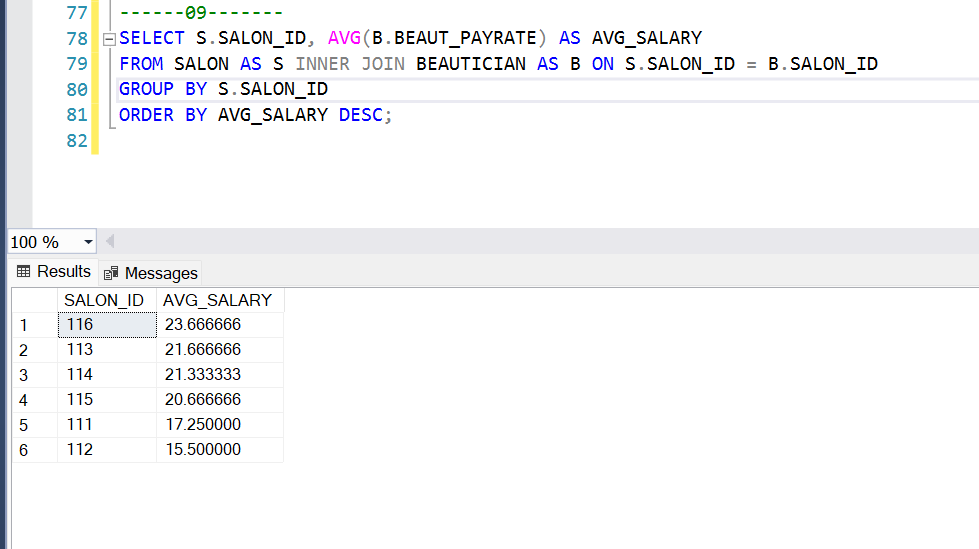 77 ------09-------
78 SELECT S.SALON_ID, AVG(B.BEAUT_PAYRATE) AS AVG_SALARY
79 FROM SALON AS S INNER JOIN BEAUTICIAN AS B ON S.SALON_ID = B.SALON_ID
80 GROUP BY S.SALON_ID
81 ORDER BY AVG_SALARY DESC;
82
100 %
Results Messages
SALON_ID AVG_SALARY
1 116 23.666666
2 113 21.666666
3 114 21.333333
4 115 20.666666
5 111 17.250000
6 112 15.500000